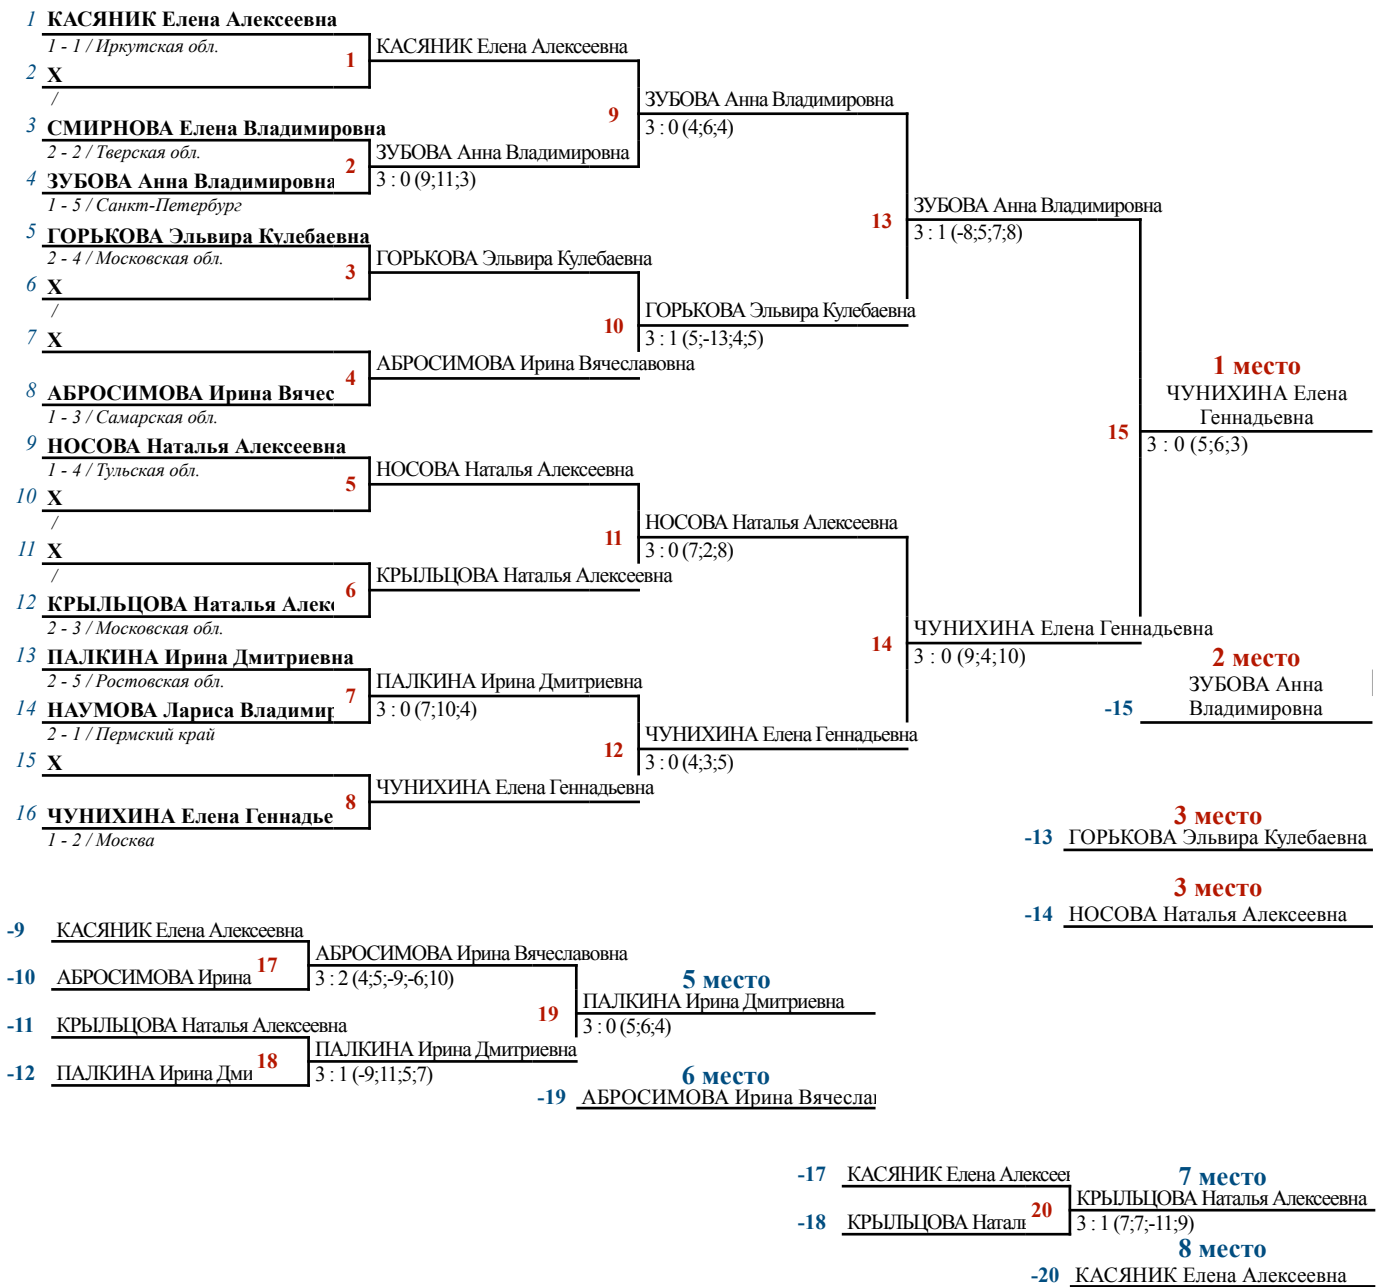 1 КАСЯНИК Елена Алексеевна
1 - 1 / Иркутская обл.
1 КАСЯНИК Елена Алексеевна
2 X
/
9 ЗУБОВА Анна Владимировна
3 : 0 (4;6;4)
3 СМИРНОВА Елена Владимировна
2 - 2 / Тверская обл.
2 ЗУБОВА Анна Владимировна
3 : 0 (9;11;3)
4 ЗУБОВА Анна Владимировна
1 - 5 / Санкт-Петербург
13 ЗУБОВА Анна Владимировна
3 : 1 (-8;5;7;8)
5 ГОРЬКОВА Эльвира Кулебаевна
2 - 4 / Московская обл.
3 ГОРЬКОВА Эльвира Кулебаевна
6 X
/
10 ГОРЬКОВА Эльвира Кулебаевна
3 : 1 (5;-13;4;5)
7 X
4 АБРОСИМОВА Ирина Вячеславовна
8 АБРОСИМОВА Ирина Вячес
1 - 3 / Самарская обл.
1 место
ЧУНИХИНА Елена
Геннадьевна
15
3 : 0 (5;6;3)
9 НОСОВА Наталья Алексеевна
1 - 4 / Тульская обл.
5 НОСОВА Наталья Алексеевна
10 X
/
11 НОСОВА Наталья Алексеевна
3 : 0 (7;2;8)
11 X
/
6 КРЫЛЬЦОВА Наталья Алексеевна
12 КРЫЛЬЦОВА Наталья Алекс
2 - 3 / Московская обл.
14 ЧУНИХИНА Елена Геннадьевна
3 : 0 (9;4;10)
13 ПАЛКИНА Ирина Дмитриевна
2 - 5 / Ростовская обл.
7 ПАЛКИНА Ирина Дмитриевна
3 : 0 (7;10;4)
14 НАУМОВА Лариса Владимир
2 - 1 / Пермский край
12 ЧУНИХИНА Елена Геннадьевна
3 : 0 (4;3;5)
15 X
8 ЧУНИХИНА Елена Геннадьевна
16 ЧУНИХИНА Елена Геннадье
1 - 2 / Москва
2 место
ЗУБОВА Анна
-15 Владимировна
3 место
-13 ГОРЬКОВА Эльвира Кулебаевна
3 место
-14 НОСОВА Наталья Алексеевна
-9 КАСЯНИК Елена Алексеевна
17 АБРОСИМОВА Ирина Вячеславовна
3 : 2 (4;5;-9;-6;10)
-10 АБРОСИМОВА Ирина
5 место
19 ПАЛКИНА Ирина Дмитриевна
3 : 0 (5;6;4)
-11 КРЫЛЬЦОВА Наталья Алексеевна
18 ПАЛКИНА Ирина Дмитриевна
3 : 1 (-9;11;5;7)
-12 ПАЛКИНА Ирина Дми
6 место
-19 АБРОСИМОВА Ирина Вячеслав
-17 КАСЯНИК Елена Алексеев
7 место
20 КРЫЛЬЦОВА Наталья Алексеевна
3 : 1 (7;7;-11;9)
-18 КРЫЛЬЦОВА Наталь
8 место
-20 КАСЯНИК Елена Алексеевна